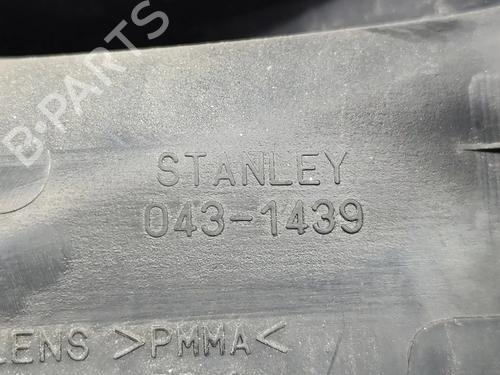 B-PARTS
STANLEY
043-1439
LENS >PMMA<